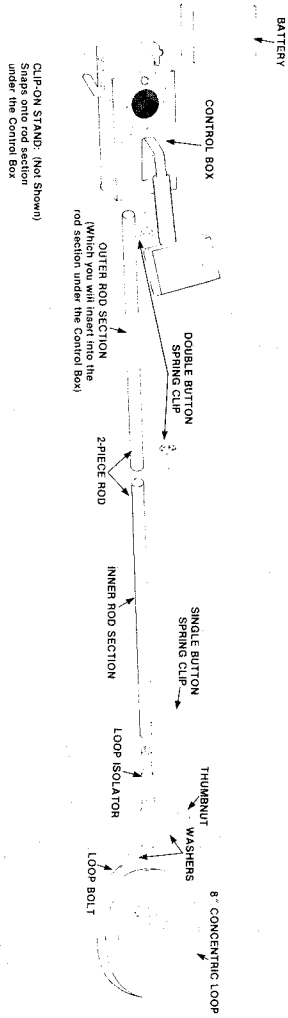 BATTERY
CONTROL BOX
CLIP-ON STAND: (Not Shown)
Snaps onto rod section
under the Control Box
OUTER ROD SECTION
(Which you will insert into the
rod section under the Control Box)
DOUBLE BUTTON
SPRING CLIP
2-PIECE ROD
INNER ROD SECTION
SINGLE BUTTON
SPRING CLIP
LOOP ISOLATOR
THUMBNUT
WASHERS
LOOP BOLT
8" CONCENTRIC LOOP